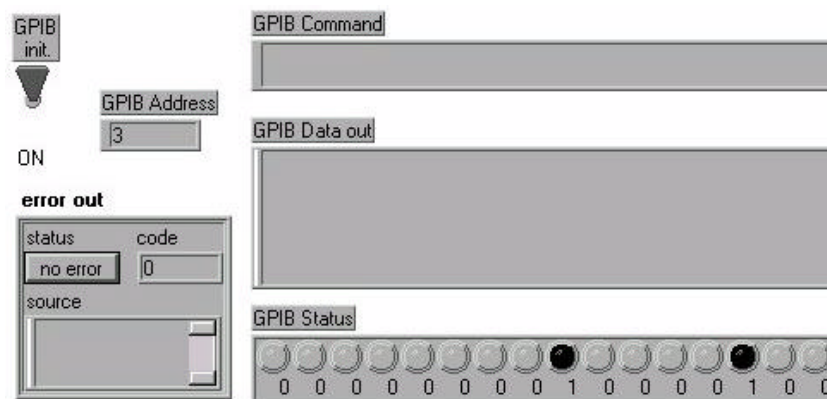 GPIB
init.
GPIB Address
3
ON
error out
status code
no error 0
source
GPIB Command
GPIB Data out
GPIB Status
0 0 0 0 0 0 0 0 1 0 0 0 0 1 0